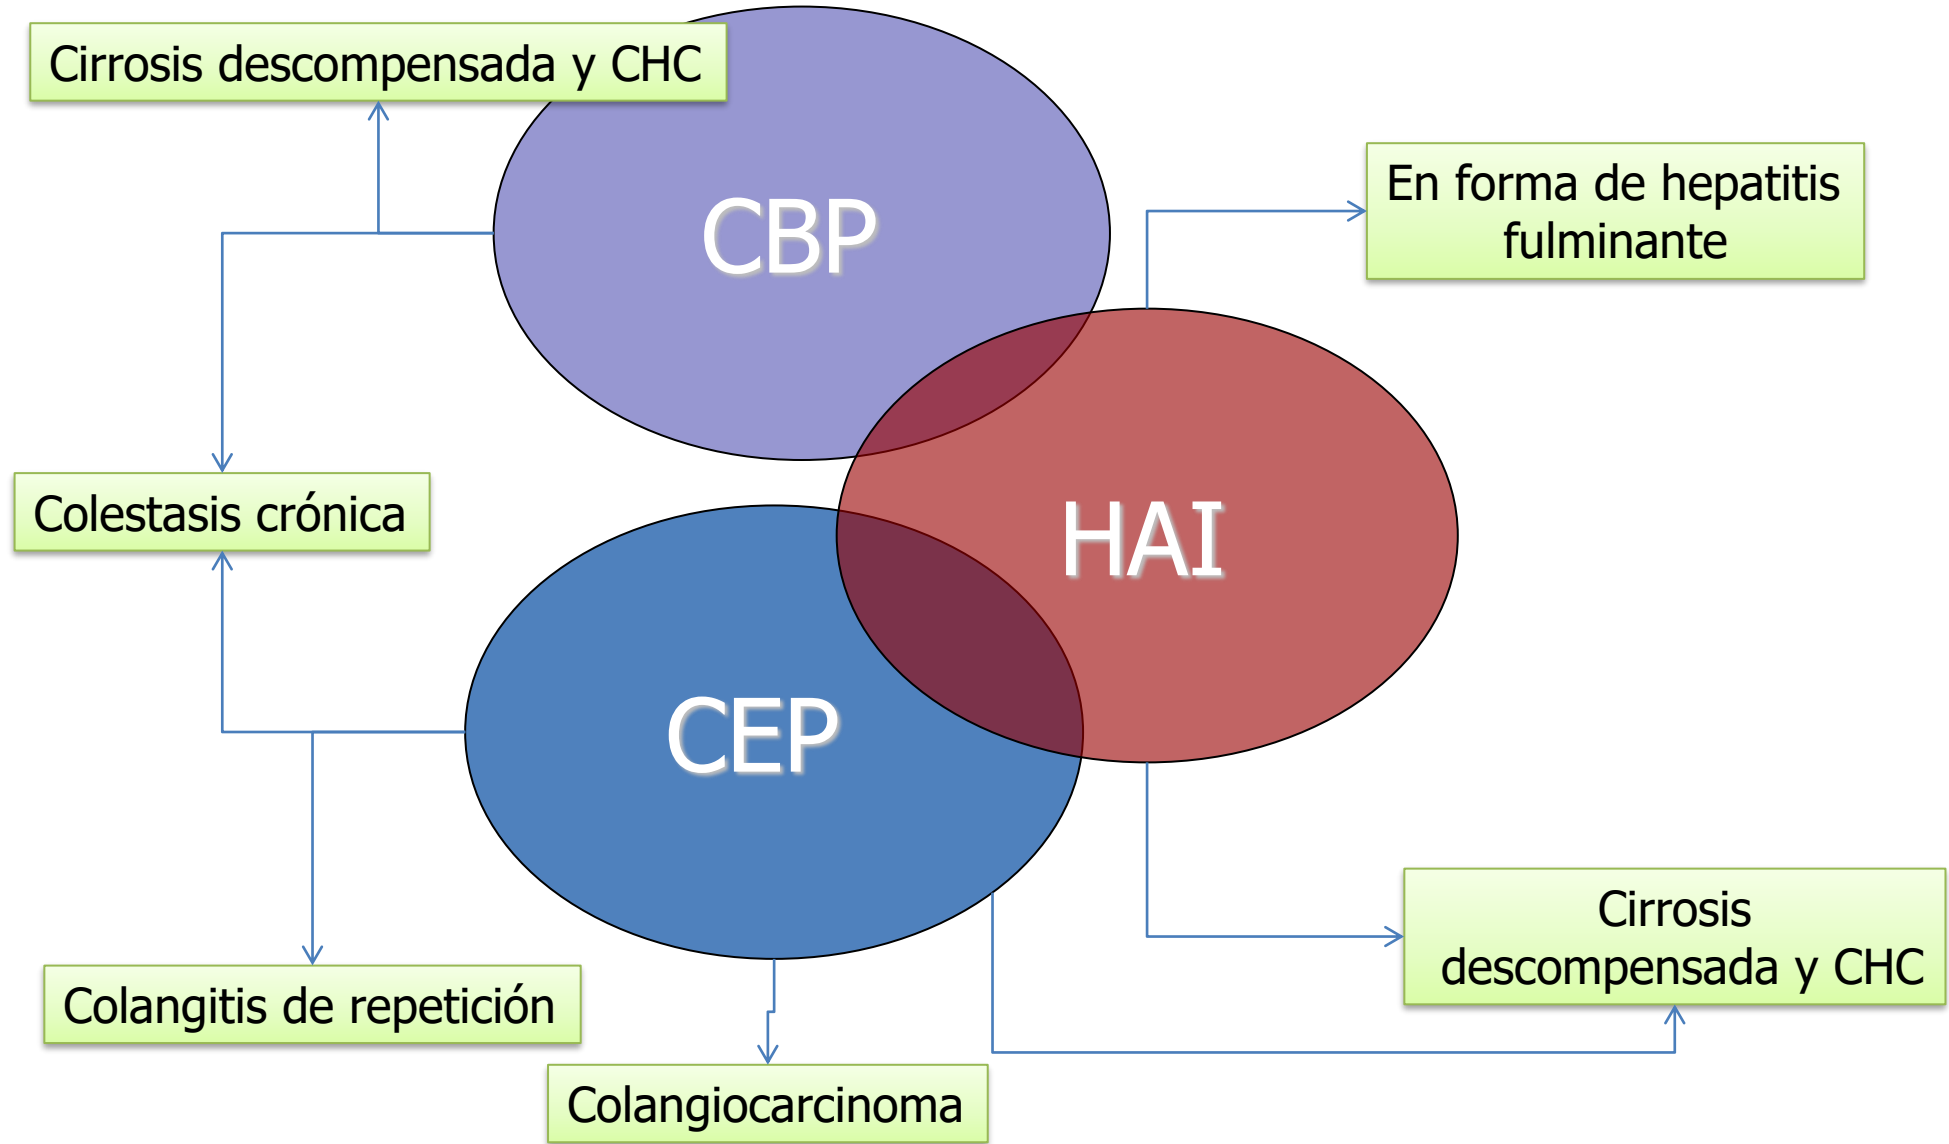 Cirrosis descompensada y CHC
CBP
En forma de hepatitis
fulminante
Colestasis crónica
HAI
CEP
Cirrosis
descompensada y CHC
Colangitis de repetición
Colangiocarcinoma